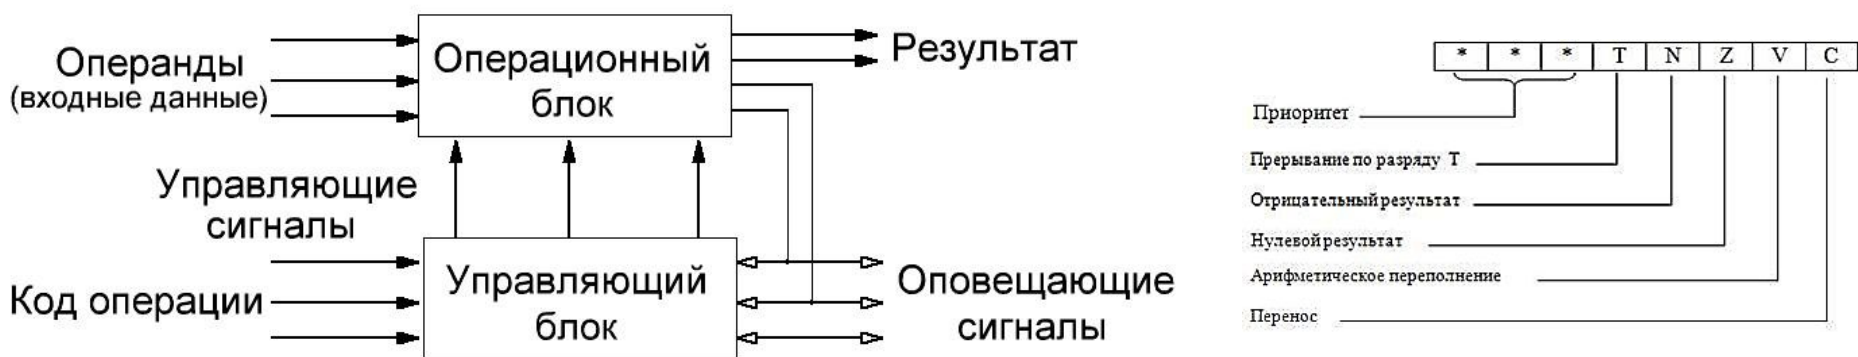 Операнды
(входные данные)
Операционный
блок
Результат
Управляющие
сигналы
Код операции
Управляющий
блок
Оповещающие
сигналы
* * * T N Z V C
Приоритет
Прерывание по разряду T
Отрицательный результат
Нулевой результат
Арифметическое переполнение
Перенос